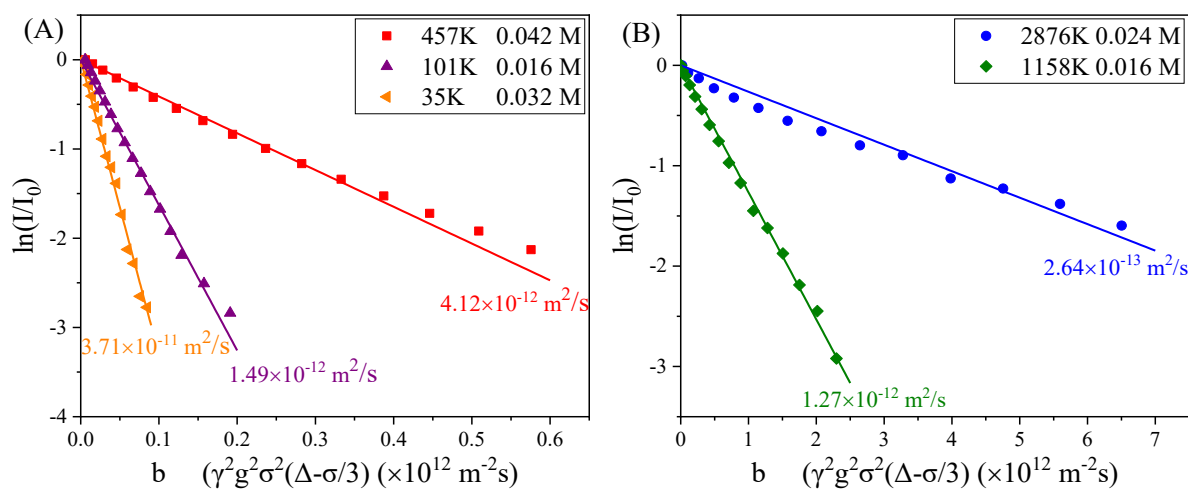 (A)
457K 0.042 M
101K 0.016 M
35K 0.032 M
0
-1
-2
-3
-4
ln(I/I₀)
4.12×10⁻¹² m²/s
3.71×10⁻¹¹ m²/s
1.49×10⁻¹² m²/s
0.0 0.1 0.2 0.3 0.4 0.5 0.6
b (γ²g²σ²(Δ-σ/3) (×10¹² m⁻²s)
(B)
2876K 0.024 M
1158K 0.016 M
0
-1
-2
-3
ln(I/I₀)
2.64×10⁻¹³ m²/s
1.27×10⁻¹² m²/s
0 1 2 3 4 5 6 7
b (γ²g²σ²(Δ-σ/3) (×10¹² m⁻²s)